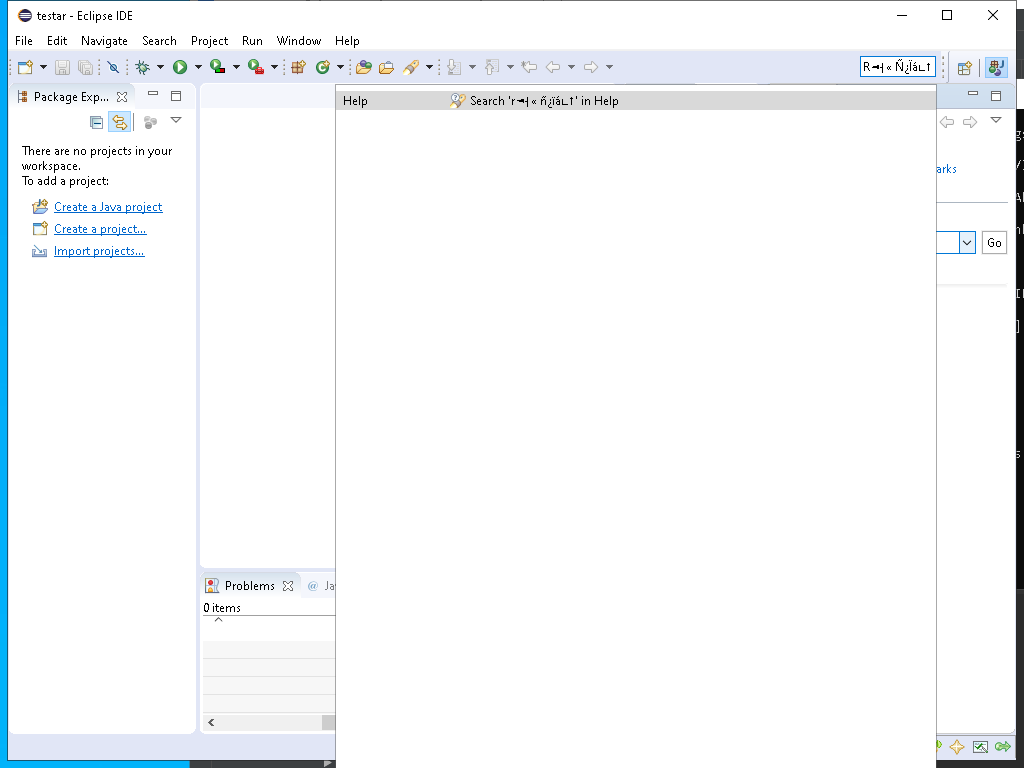 testar - Eclipse IDE
File Edit Navigate Search Project Run Window Help
R◄┤« Ñ¿Ïá∟↑
Package Exp...
Help Search 'r◄┤« ñ¿ïá∟↑' in Help
There are no projects in your
workspace.
To add a project:
Create a Java project
Create a project...
Import projects...
arks
Go
Problems @ Ja
0 items